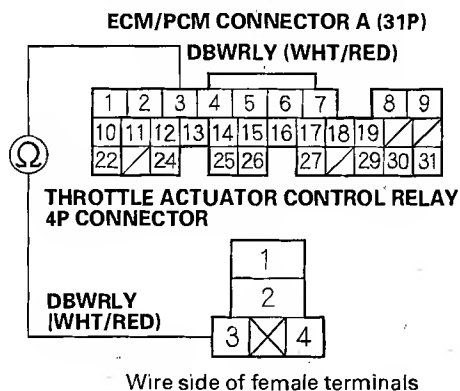 ECM/PCM CONNECTOR A (31P)
DBWRLY (WHT/RED)
1 2 3 4 5 6 7 8 9
10 11 12 13 14 15 16 17 18 19
22 24 25 26 27 29 30 31
Ω
THROTTLE ACTUATOR CONTROL RELAY
4P CONNECTOR
1
2
DBWRLY
(WHT/RED)
3 4
Wire side of female terminals